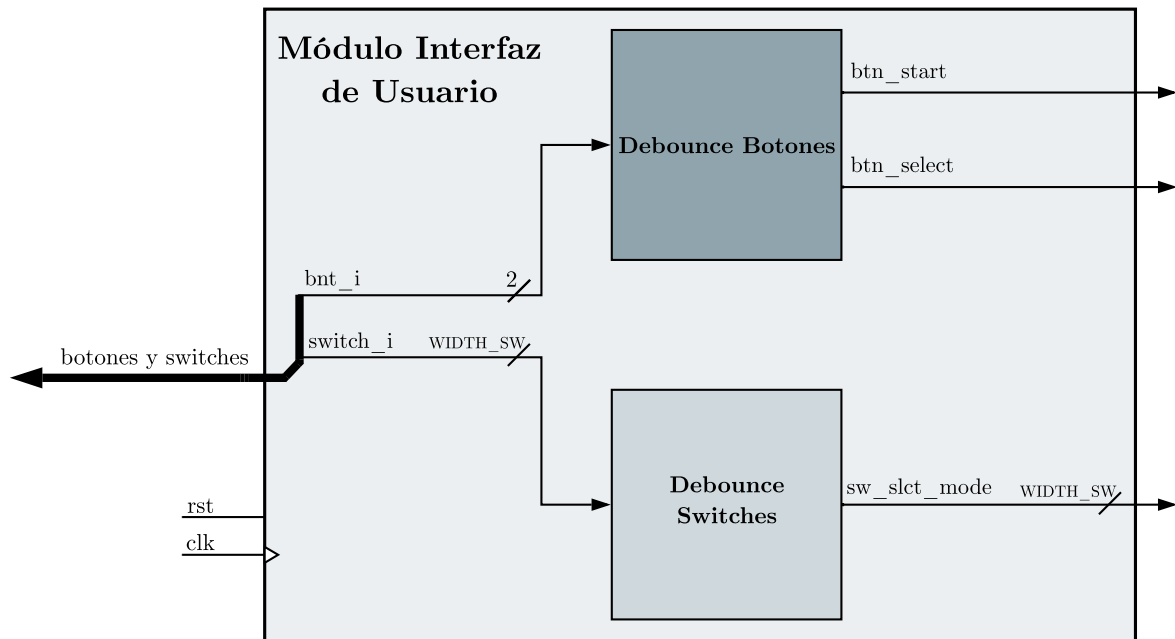 Módulo Interfaz
de Usuario
btn_start
Debounce Botones
btn_select
bnt_i
2
switch_i
WIDTH_SW
botones y switches
Debounce
Switches
sw_slct_mode
WIDTH_SW
rst
clk